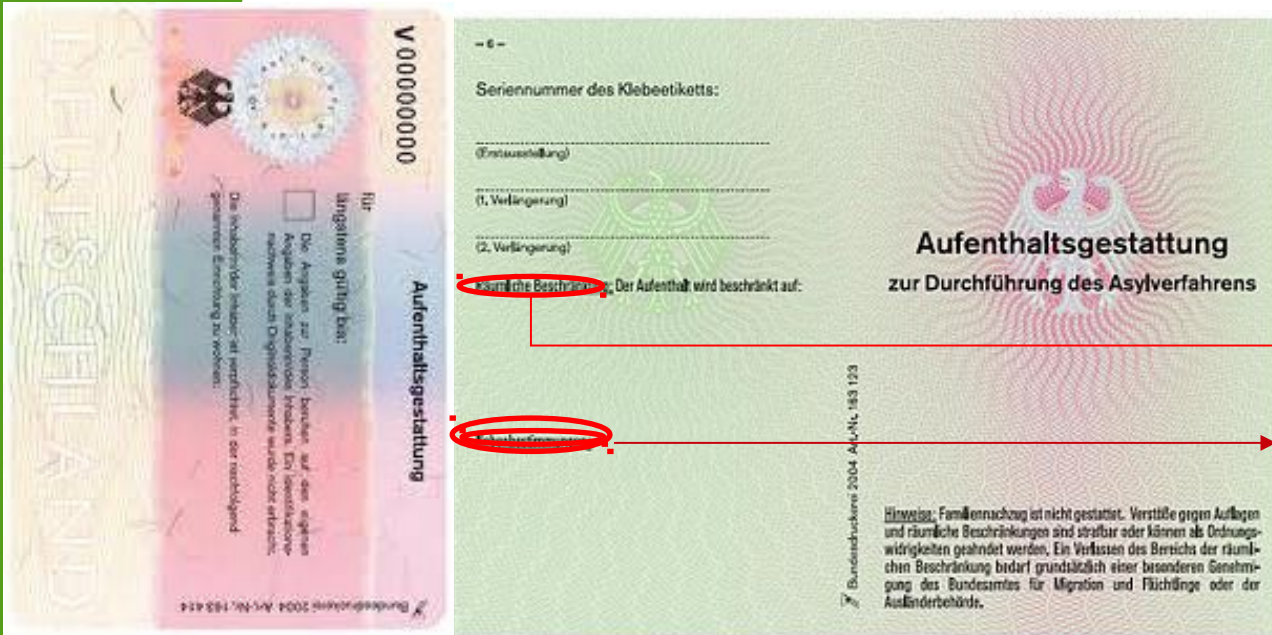 DEUTSCHLAND
V 00000000
Aufenthaltsgestattung
für
längstens gültig bis:
Die Angaben zur Person beruhen auf den eigenen
Angaben der Inhaberin/des Inhabers. Ein Identifikations-
nachweis durch Originaldokumente wurde nicht erbracht.
Die Inhaberin/der Inhaber ist verpflichtet, in der nachfolgend
genannten Einrichtung zu wohnen:
Bundesdruckerei 2004 Art.-Nr. 163 414
– 6 –
Seriennummer des Klebeetiketts:
(Erstausstellung)
(1. Verlängerung)
(2. Verlängerung)
Räumliche Beschränkung: Der Aufenthalt wird beschränkt auf:
Nebenbestimmungen
Bundesdruckerei 2004 Art.-Nr. 163 123
Aufenthaltsgestattung
zur Durchführung des Asylverfahrens
Hinweise: Familiennachzug ist nicht gestattet. Verstöße gegen Auflagen
und räumliche Beschränkungen sind strafbar oder können als Ordnungs-
widrigkeiten geahndet werden. Ein Verlassen des Bereichs der räumli-
chen Beschränkung bedarf grundsätzlich einer besonderen Genehmi-
gung des Bundesamtes für Migration und Flüchtlinge oder der
Ausländerbehörde.